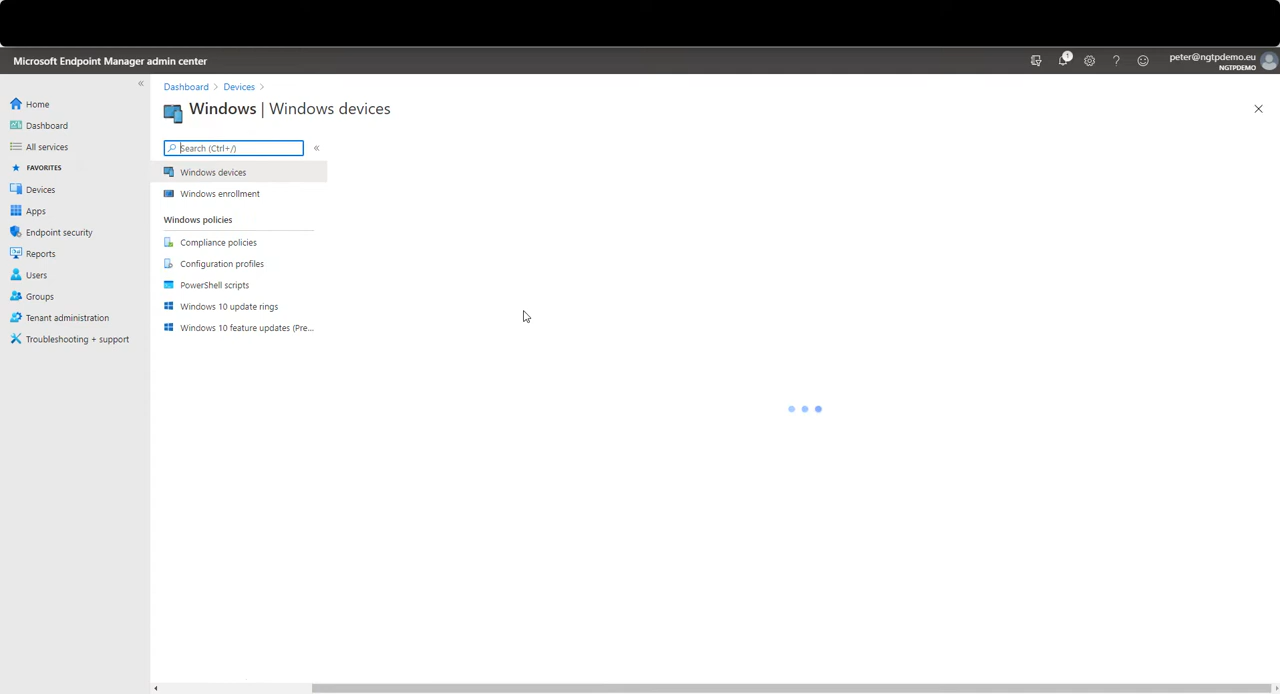 Microsoft Endpoint Manager admin center
1
peter@ngtpdemo.eu
NGTPDEMO
«
Home
Dashboard
All services
FAVORITES
Devices
Apps
Endpoint security
Reports
Users
Groups
Tenant administration
Troubleshooting + support
Dashboard > Devices >
Windows | Windows devices
Search (Ctrl+/)
«
Windows devices
Windows enrollment
Windows policies
Compliance policies
Configuration profiles
PowerShell scripts
Windows 10 update rings
Windows 10 feature updates (Pre...